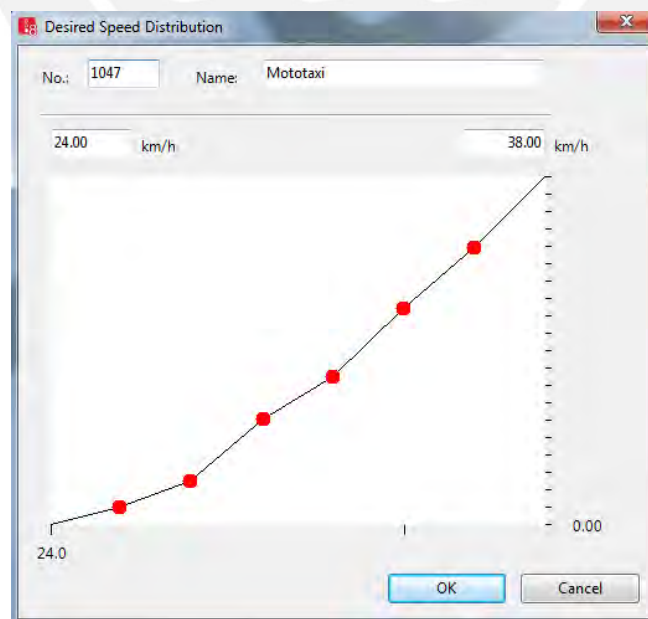 Desired Speed Distribution
No.: 1047 Name: Mototaxi
24.00 km/h 38.00 km/h
0.00
24.0
OK Cancel